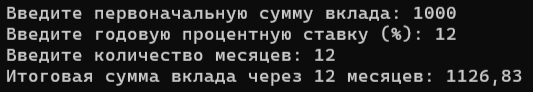 Введите первоначальную сумму вклада: 1000
Введите годовую процентную ставку (%): 12
Введите количество месяцев: 12
Итоговая сумма вклада через 12 месяцев: 1126,83